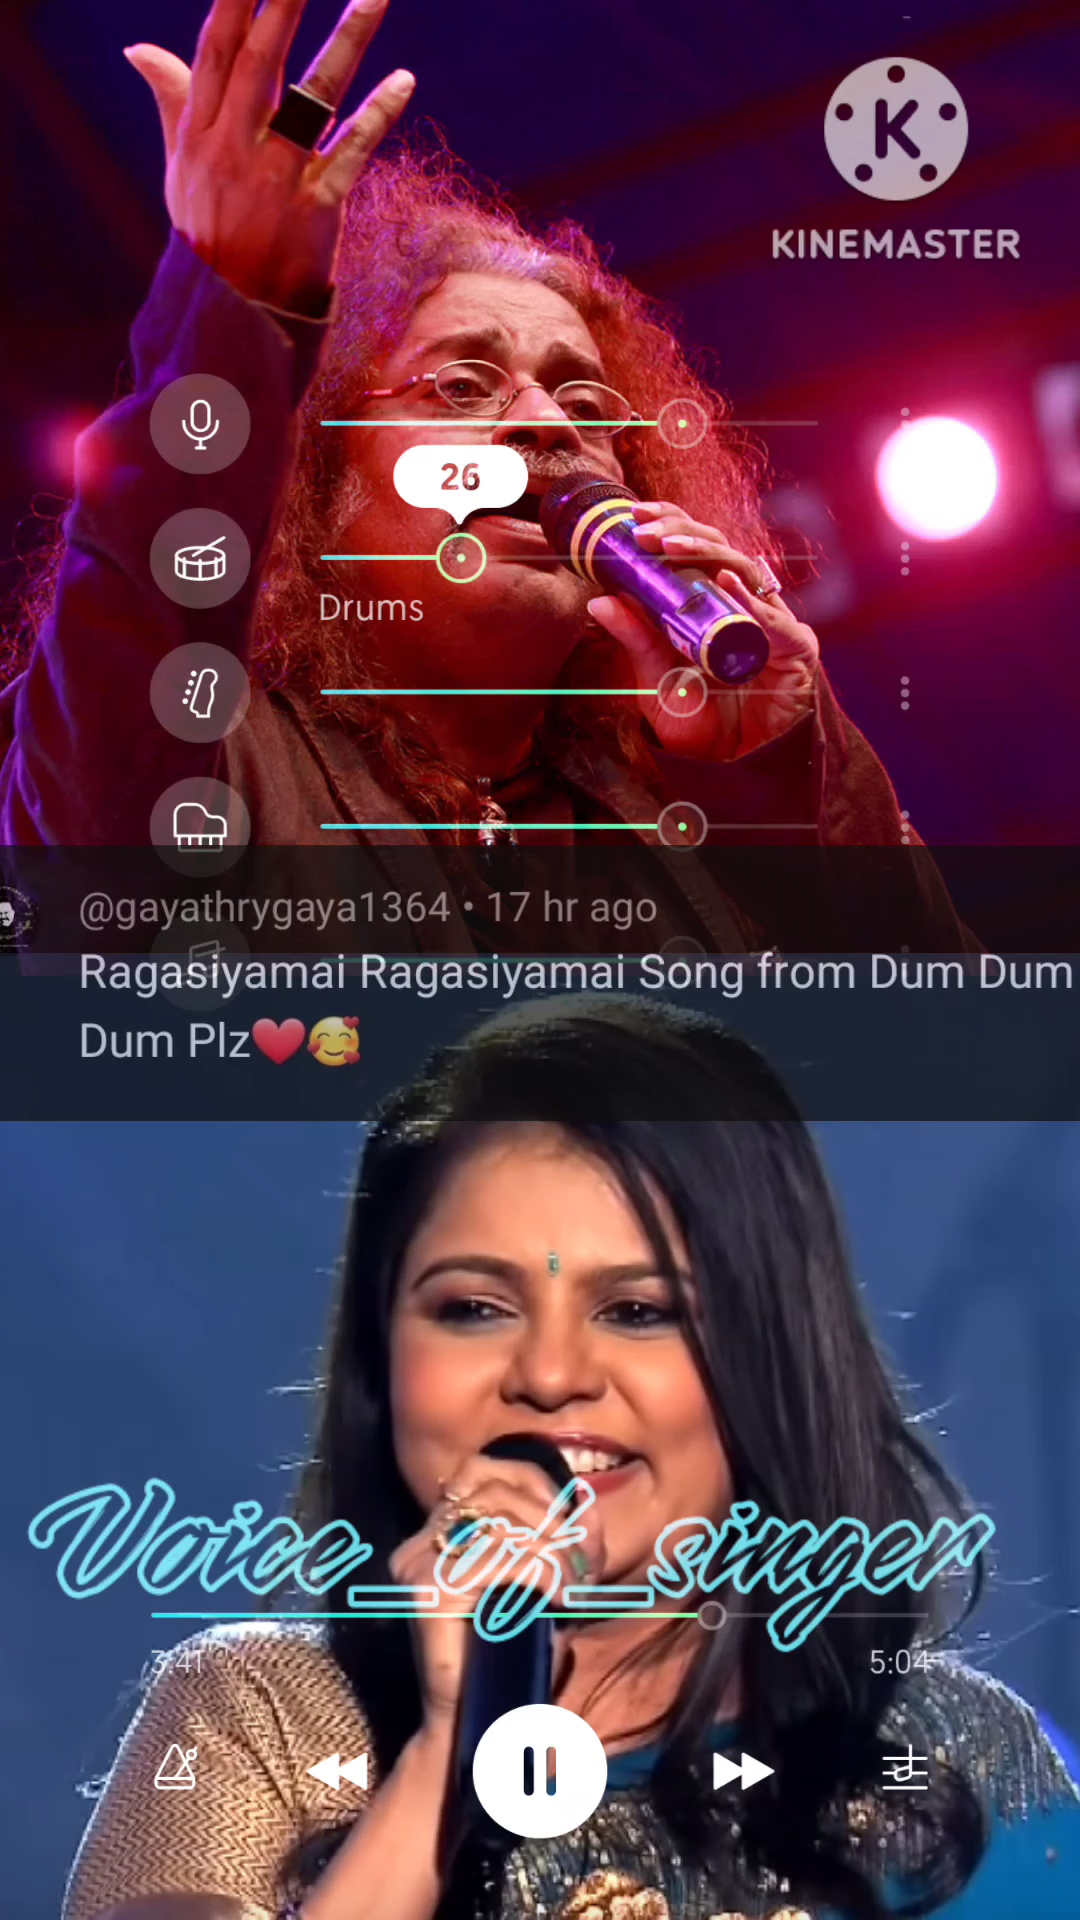 K
KINEMASTER
26
Drums
@gayathrygaya1364 • 17 hr ago
Ragasiyamai Ragasiyamai Song from Dum Dum
Dum Plz❤️🥰
Voice_of_singer
3:41
5:04